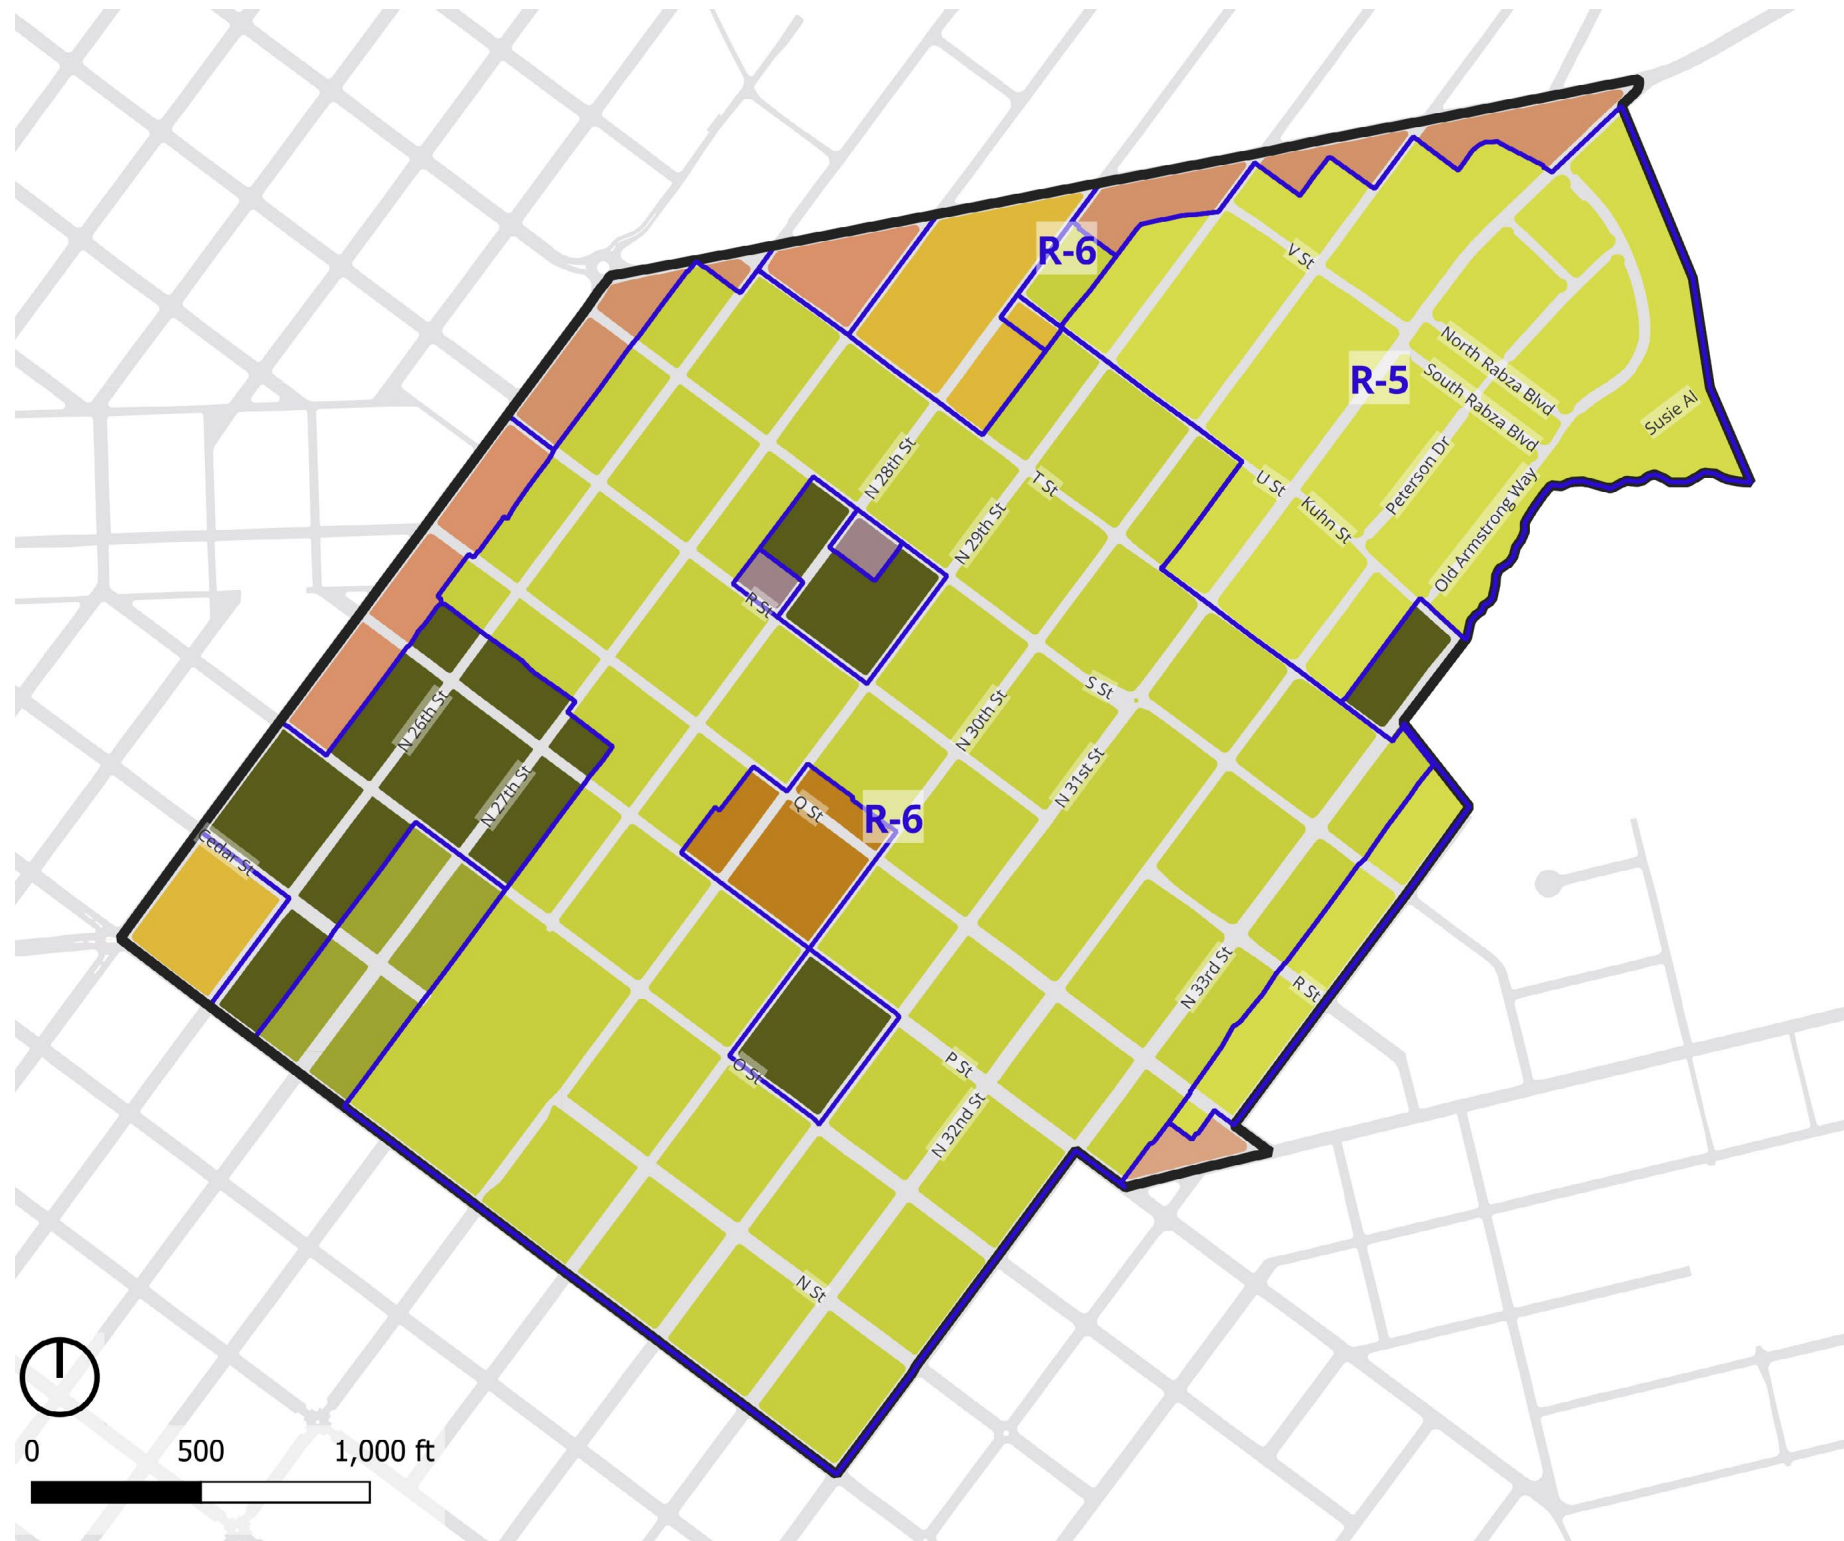 R-6
V St
North Rabza Blvd
R-5
South Rabza Blvd
Susie Al
N 28th St
T St
U St
Peterson Dr
Kuhn St
N 29th St
Old Armstrong Way
R St
S St
N 26th St
N 30th St
N 31st St
N 27th St
Q St
R-6
Cedar St
N 33rd St
R St
O St
P St
N 32nd St
N St
0 500 1,000 ft